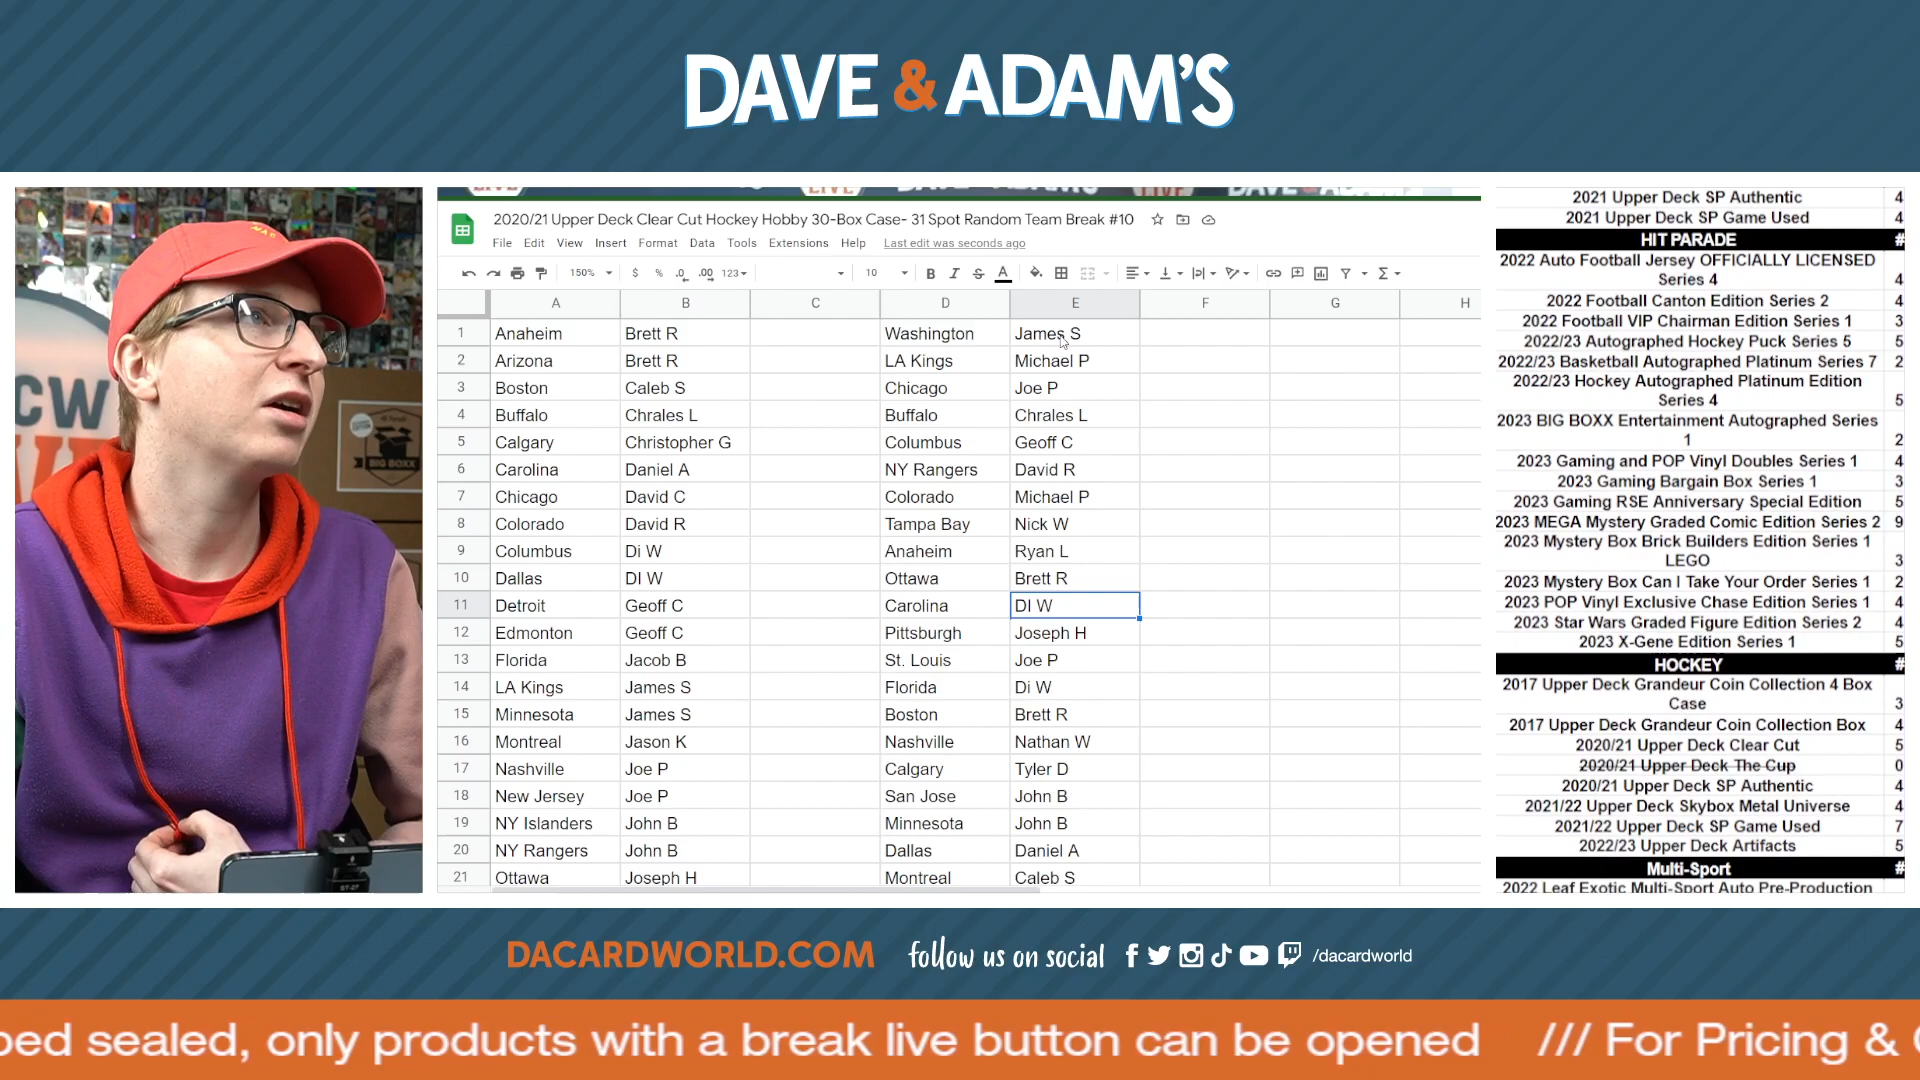 DAVE & ADAM'S
CW
BIG BOXX
2020/21 Upper Deck Clear Cut Hockey Hobby 30-Box Case- 31 Spot Random Team Break #10
File Edit View Insert Format Data Tools Extensions Help Last edit was seconds ago
150% $ % .0 .00 123 10 B I S A
A B C D E F G H
1 Anaheim Brett R Washington James S
2 Arizona Brett R LA Kings Michael P
3 Boston Caleb S Chicago Joe P
4 Buffalo Chrales L Buffalo Chrales L
5 Calgary Christopher G Columbus Geoff C
6 Carolina Daniel A NY Rangers David R
7 Chicago David C Colorado Michael P
8 Colorado David R Tampa Bay Nick W
9 Columbus Di W Anaheim Ryan L
10 Dallas DI W Ottawa Brett R
11 Detroit Geoff C Carolina DI W
12 Edmonton Geoff C Pittsburgh Joseph H
13 Florida Jacob B St. Louis Joe P
14 LA Kings James S Florida Di W
15 Minnesota James S Boston Brett R
16 Montreal Jason K Nashville Nathan W
17 Nashville Joe P Calgary Tyler D
18 New Jersey Joe P San Jose John B
19 NY Islanders John B Minnesota John B
20 NY Rangers John B Dallas Daniel A
21 Ottawa Joseph H Montreal Caleb S
2021 Upper Deck SP Authentic 4
2021 Upper Deck SP Game Used 4
HIT PARADE #
2022 Auto Football Jersey OFFICIALLY LICENSED
Series 4 4
2022 Football Canton Edition Series 2 4
2022 Football VIP Chairman Edition Series 1 3
2022/23 Autographed Hockey Puck Series 5 5
2022/23 Basketball Autographed Platinum Series 7 2
2022/23 Hockey Autographed Platinum Edition
Series 4 5
2023 BIG BOXX Entertainment Autographed Series
1 2
2023 Gaming and POP Vinyl Doubles Series 1 4
2023 Gaming Bargain Box Series 1 3
2023 Gaming RSE Anniversary Special Edition 5
2023 MEGA Mystery Graded Comic Edition Series 2 9
2023 Mystery Box Brick Builders Edition Series 1
LEGO 3
2023 Mystery Box Can I Take Your Order Series 1 2
2023 POP Vinyl Exclusive Chase Edition Series 1 4
2023 Star Wars Graded Figure Edition Series 2 4
2023 X-Gene Edition Series 1 5
HOCKEY #
2017 Upper Deck Grandeur Coin Collection 4 Box
Case 3
2017 Upper Deck Grandeur Coin Collection Box 4
2020/21 Upper Deck Clear Cut 5
2020/21 Upper Deck The Cup 0
2020/21 Upper Deck SP Authentic 4
2021/22 Upper Deck Skybox Metal Universe 4
2021/22 Upper Deck SP Game Used 7
2022/23 Upper Deck Artifacts 5
Multi-Sport #
2022 Leaf Exotic Multi-Sport Auto Pre-Production
DACARDWORLD.COM follow us on social /dacardworld
ped sealed, only products with a break live button can be opened /// For Pricing &